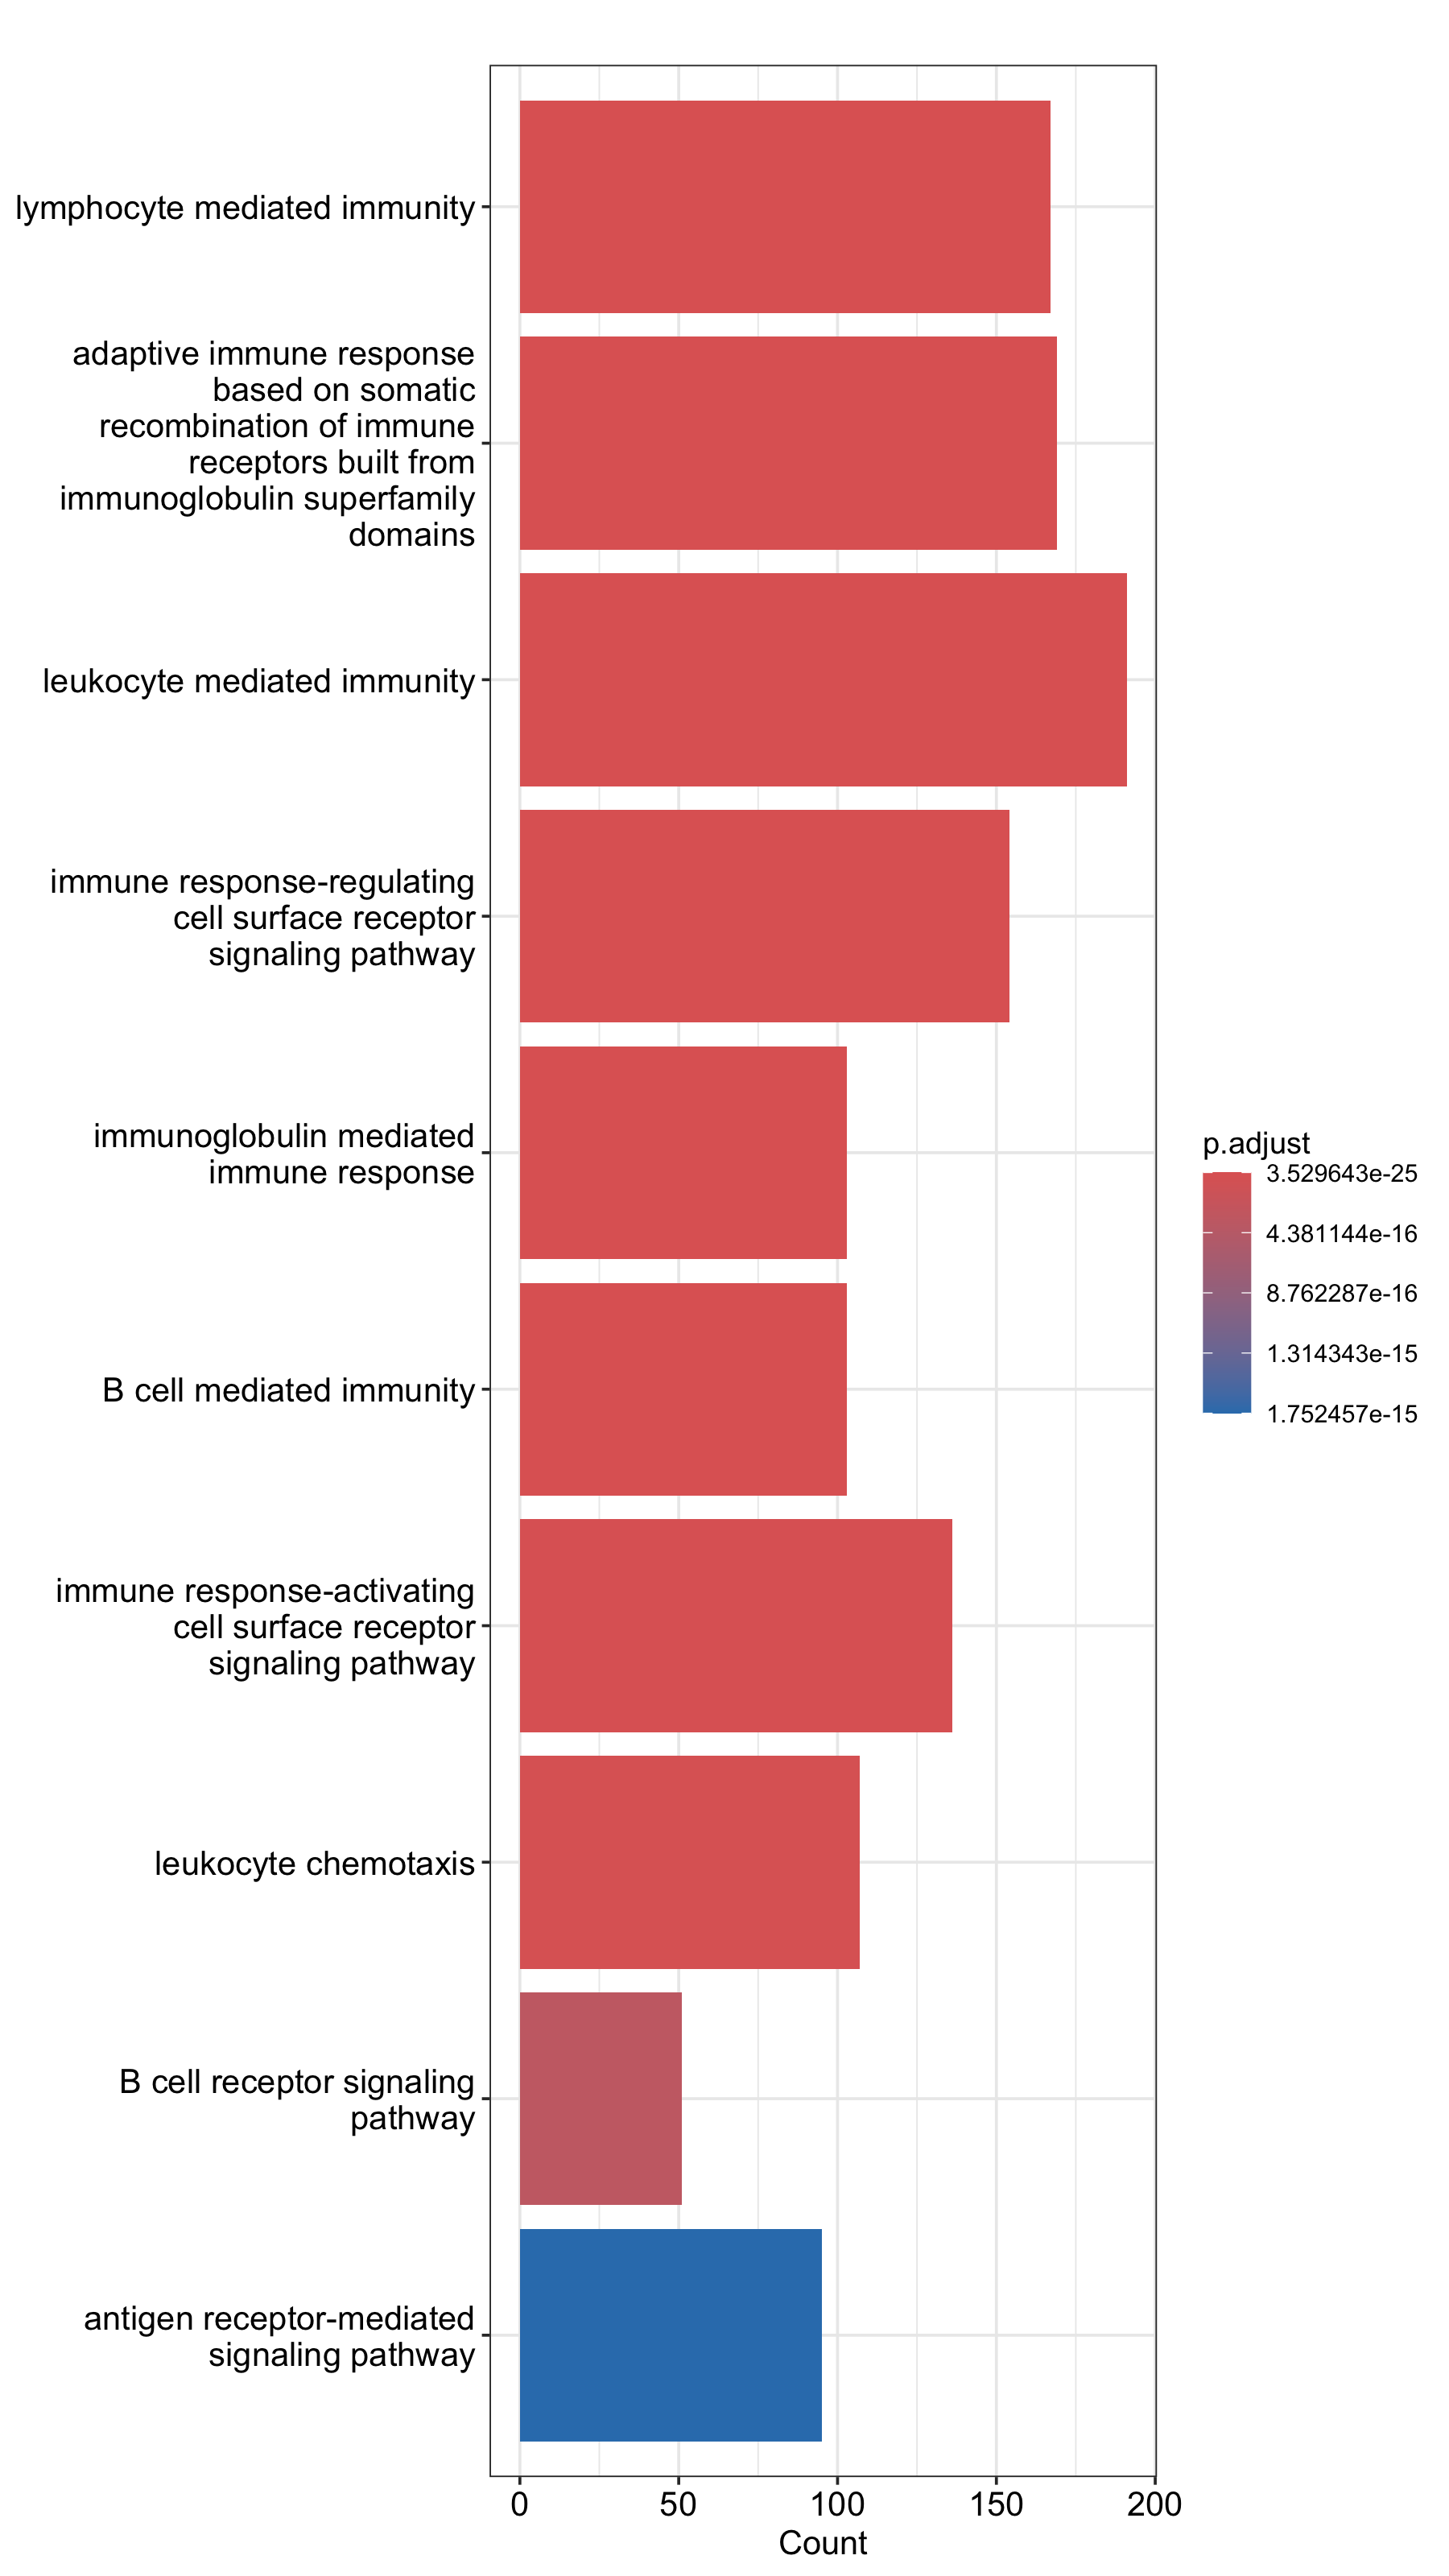 lymphocyte mediated immunity
adaptive immune response
based on somatic
recombination of immune
receptors built from
immunoglobulin superfamily
domains
leukocyte mediated immunity
immune response-regulating
cell surface receptor
signaling pathway
immunoglobulin mediated
immune response
B cell mediated immunity
immune response-activating
cell surface receptor
signaling pathway
leukocyte chemotaxis
B cell receptor signaling
pathway
antigen receptor-mediated
signaling pathway
0 50 100 150 200
Count
p.adjust
3.529643e-25
4.381144e-16
8.762287e-16
1.314343e-15
1.752457e-15